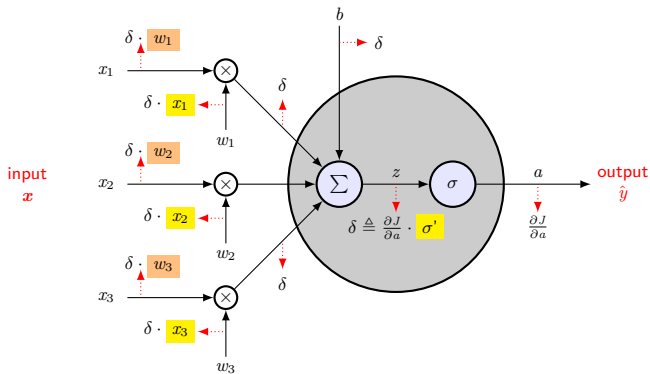 b
δ · w₁
δ
x₁
×
δ
δ · x₁
w₁
δ · w₂
input
x
x₂
×
∑
z
σ
a
output
ŷ
δ · x₂
δ ≜ ∂J/∂a · σ'
∂J/∂a
w₂
δ · w₃
δ
x₃
×
δ · x₃
w₃